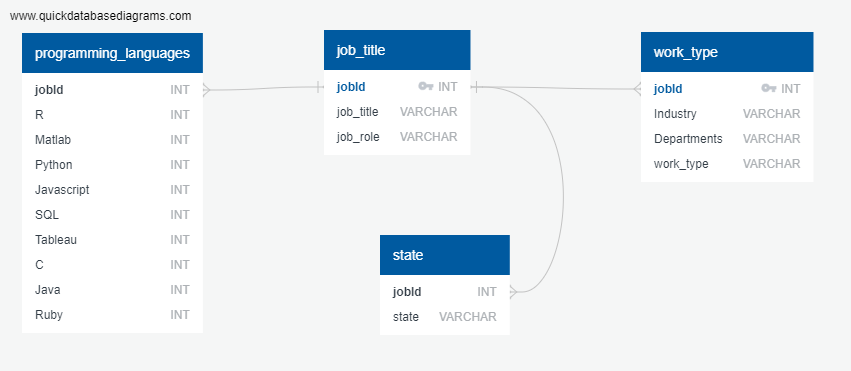 www.quickdatabasediagrams.com
programming_languages
jobId INT
R INT
Matlab INT
Python INT
Javascript INT
SQL INT
Tableau INT
C INT
Java INT
Ruby INT
job_title
jobId INT
job_title VARCHAR
job_role VARCHAR
work_type
jobId INT
Industry VARCHAR
Departments VARCHAR
work_type VARCHAR
state
jobId INT
state VARCHAR